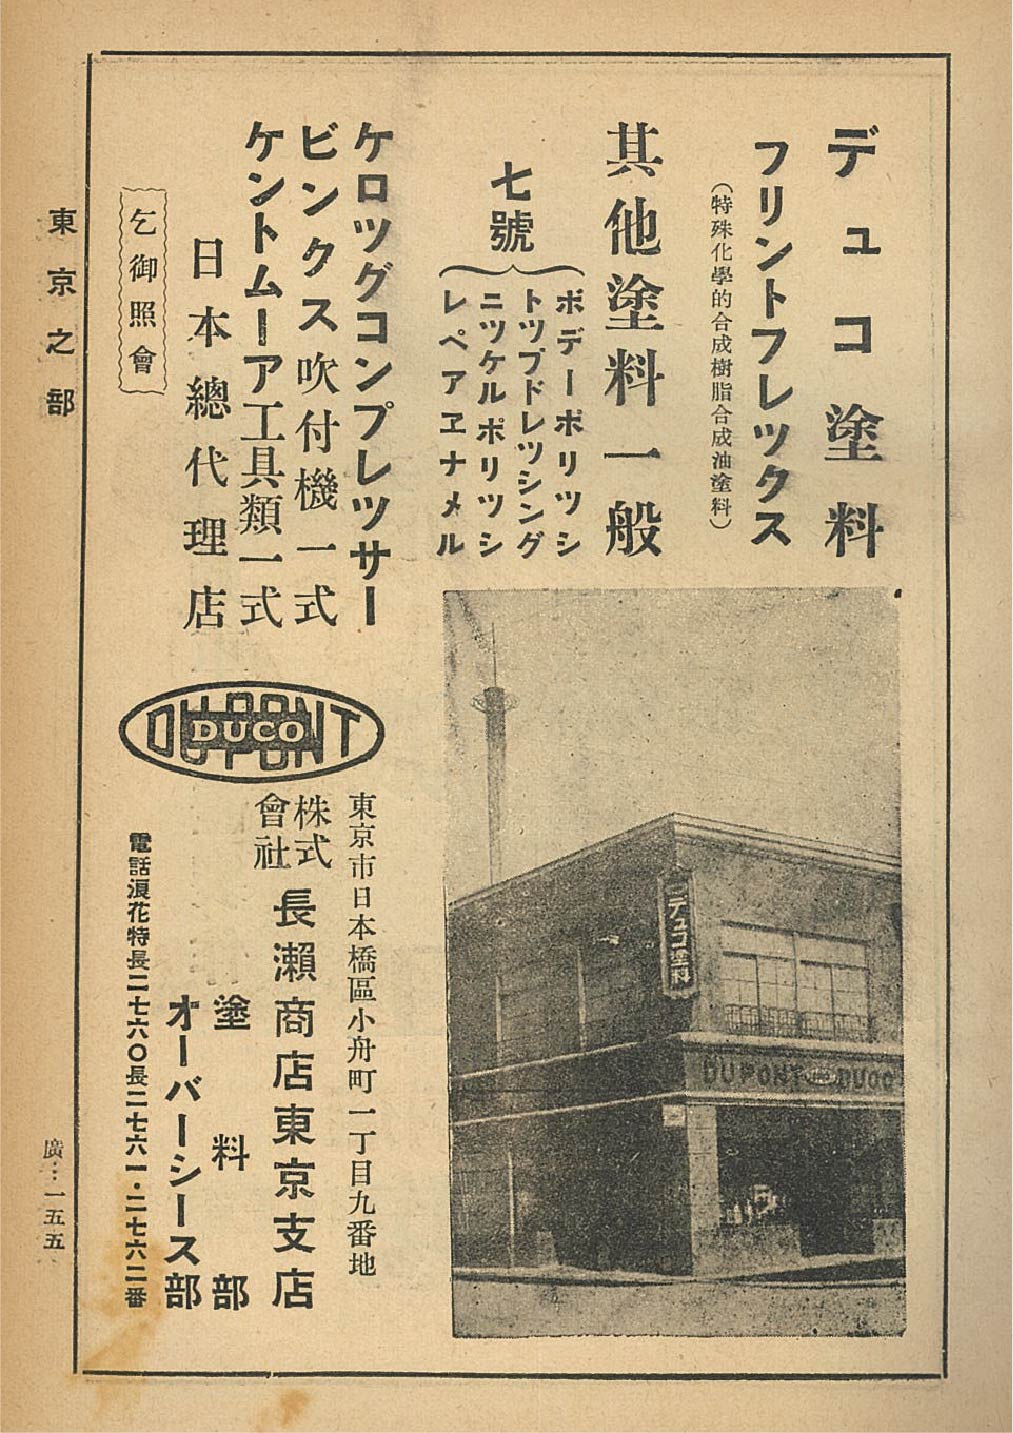 デュコ塗料
フリントフレックス
(特殊化學的合成樹脂合成油塗料)
其他塗料一般
七號
ボデーポリツシ
トツプドレツシング
ニツケルポリツシ
レペアヱナメル
ケロツグコンプレツサー
ビンクス吹付機一式
ケントムーア工具類一式
日本總代理店
乞御照會
デュコ塗料
DUPONT DUCO
DUPONT
DUCO
東京市日本橋區小舟町一丁目九番地
株式會社長瀨商店東京支店
塗料部
オーバーシース部
電話浪花特長二七六〇長二七六一・二七六二番
東京之部
廣…一五五